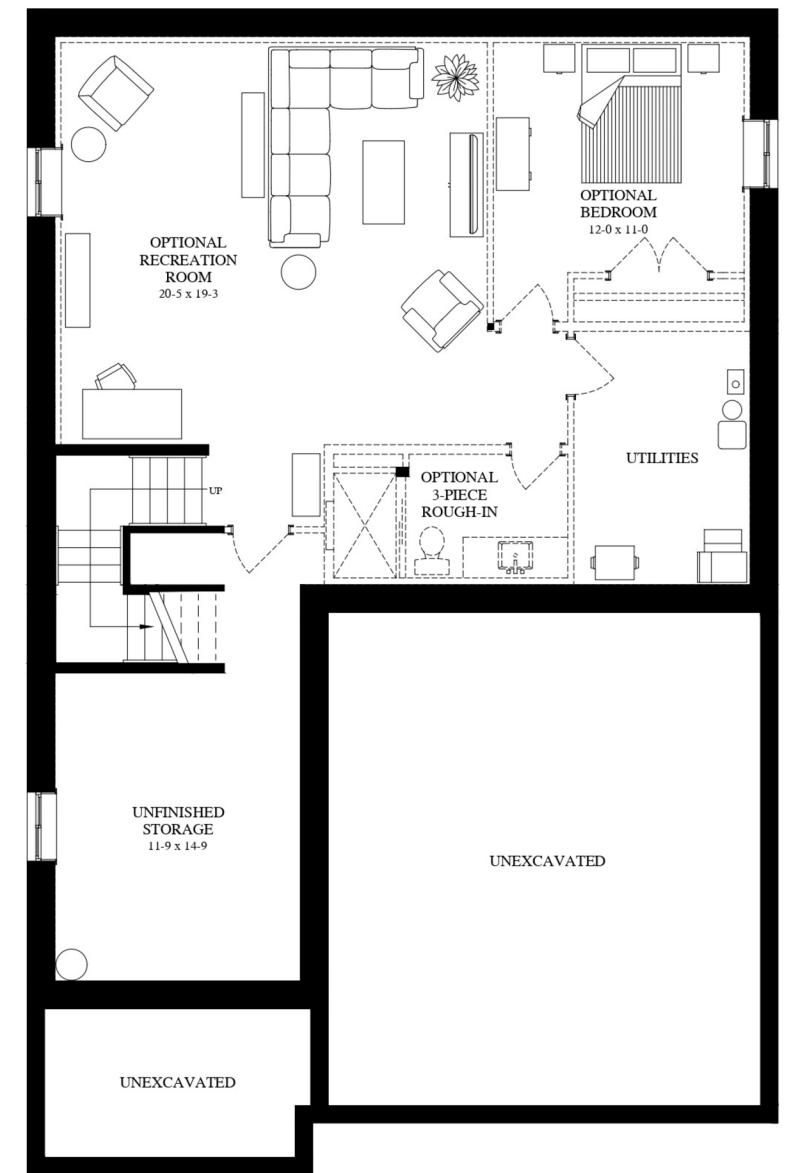 OPTIONAL
BEDROOM
12-0 x 11-0
OPTIONAL
RECREATION
ROOM
20-5 x 19-3
UTILITIES
OPTIONAL
3-PIECE
ROUGH-IN
UP
UNFINISHED
STORAGE
11-9 x 14-9
UNEXCAVATED
UNEXCAVATED